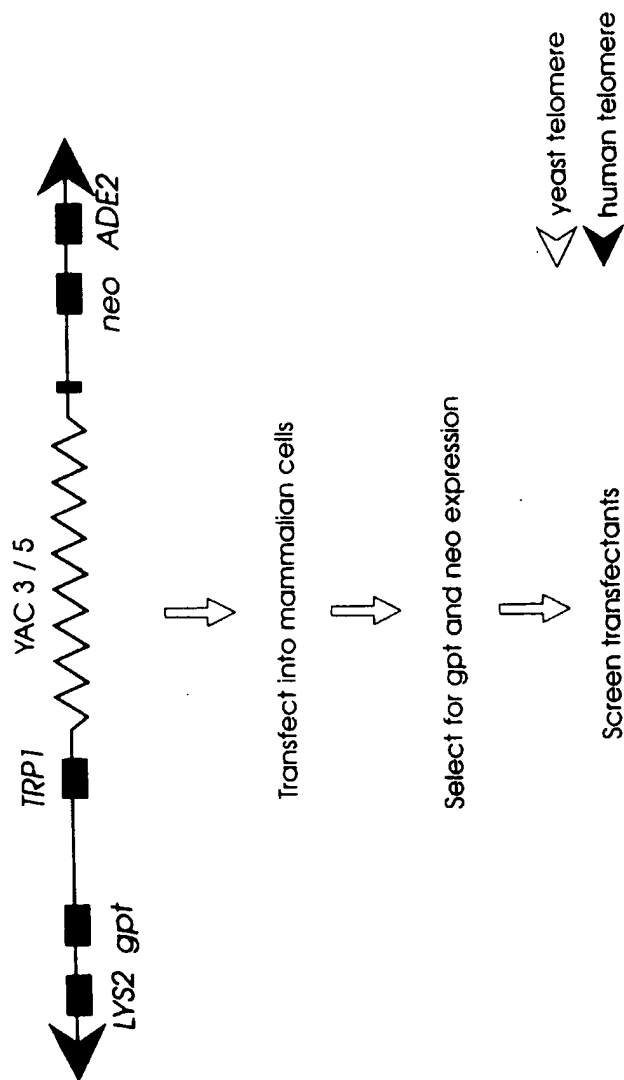 YAC 3 / 5
TRP1
LYS2 gpt
neo ADE2
Transfect into mammalian cells
Select for gpt and neo expression
Screen transfectants
yeast telomere
human telomere